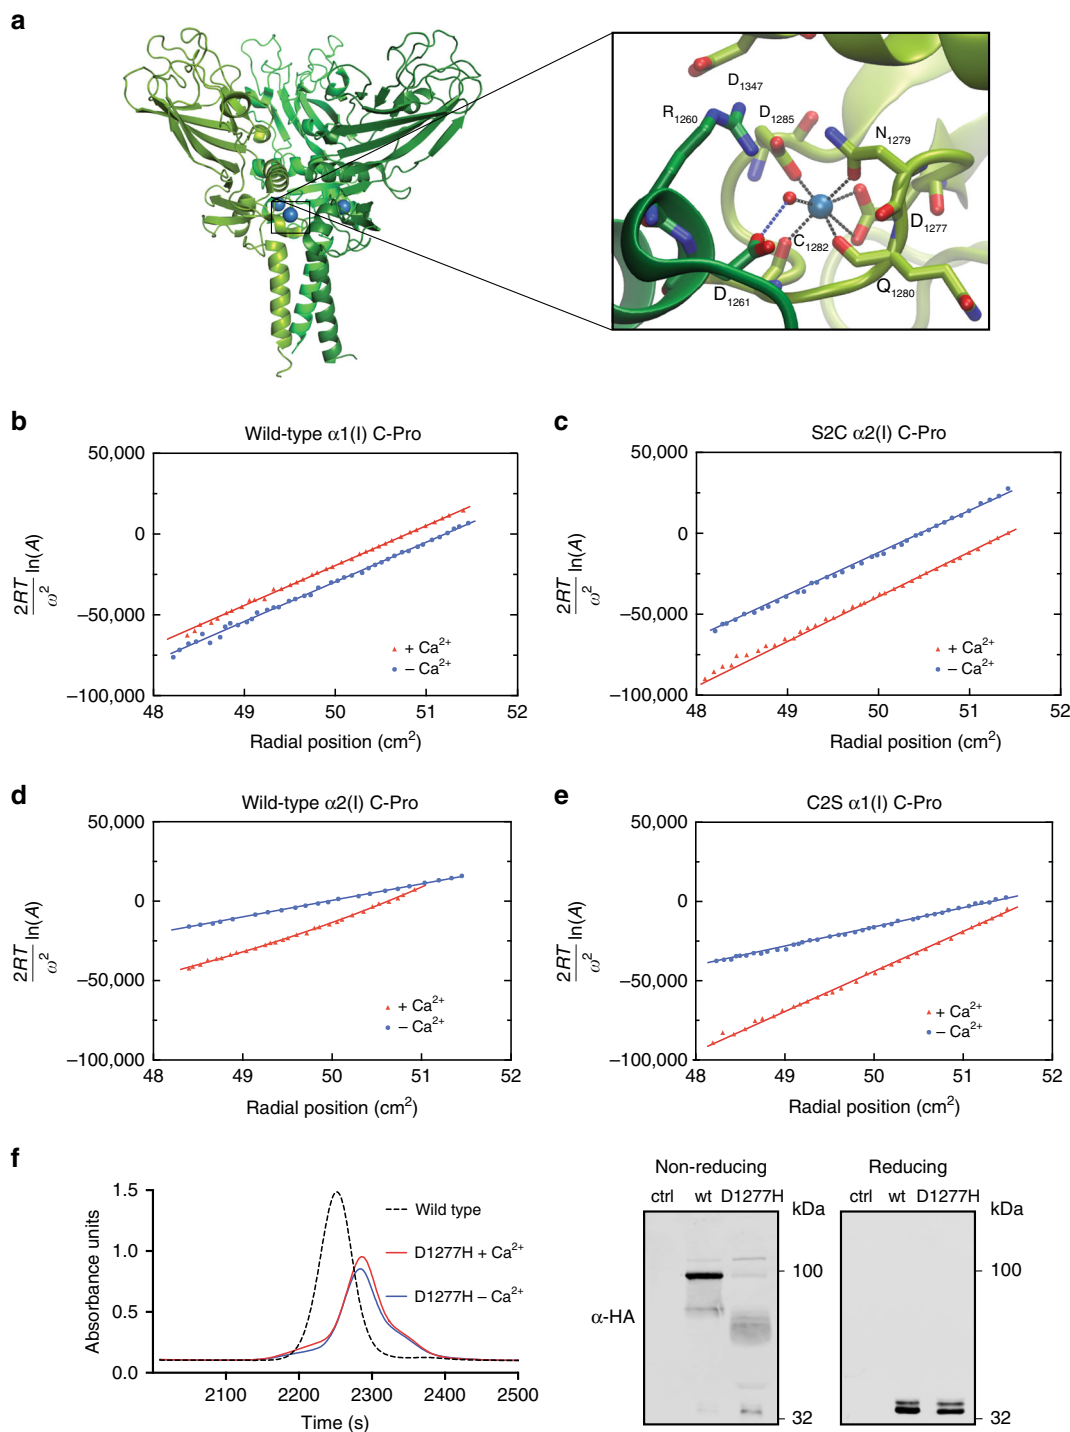 a
D1347
R1260
D1285
N1279
D1277
C1282
Q1280
D1261
b
Wild-type α1(I) C-Pro
50,000
0
−50,000
−100,000
2RT/ω² ln(A)
+ Ca2+
− Ca2+
48 49 50 51 52
Radial position (cm2)
c
S2C α2(I) C-Pro
50,000
0
−50,000
−100,000
2RT/ω² ln(A)
+ Ca2+
− Ca2+
48 49 50 51 52
Radial position (cm2)
d
Wild-type α2(I) C-Pro
50,000
0
−50,000
−100,000
2RT/ω² ln(A)
+ Ca2+
− Ca2+
48 49 50 51 52
Radial position (cm2)
e
C2S α1(I) C-Pro
50,000
0
−50,000
−100,000
2RT/ω² ln(A)
+ Ca2+
− Ca2+
48 49 50 51 52
Radial position (cm2)
f
1.5
1.0
0.5
0.0
Absorbance units
Wild type
D1277H + Ca2+
D1277H − Ca2+
2100 2200 2300 2400 2500
Time (s)
Non-reducing
ctrl wt D1277H
kDa
100
32
α-HA
Reducing
ctrl wt D1277H
kDa
100
32